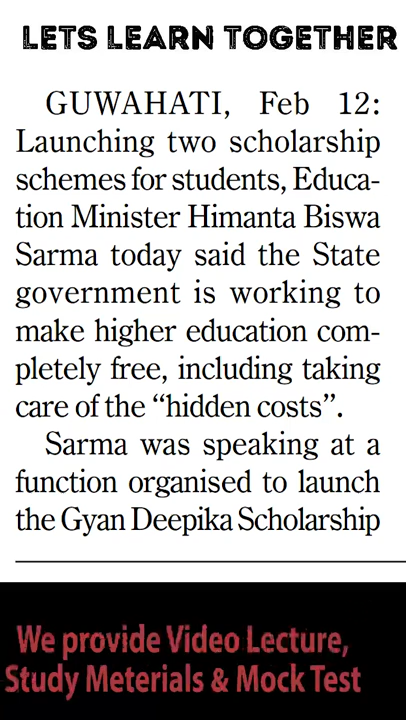 LETS LEARN TOGETHER
GUWAHATI, Feb 12:
Launching two scholarship
schemes for students, Educa-
tion Minister Himanta Biswa
Sarma today said the State
government is working to
make higher education com-
pletely free, including taking
care of the “hidden costs”.
Sarma was speaking at a
function organised to launch
the Gyan Deepika Scholarship
We provide Video Lecture,
Study Meterials & Mock Test